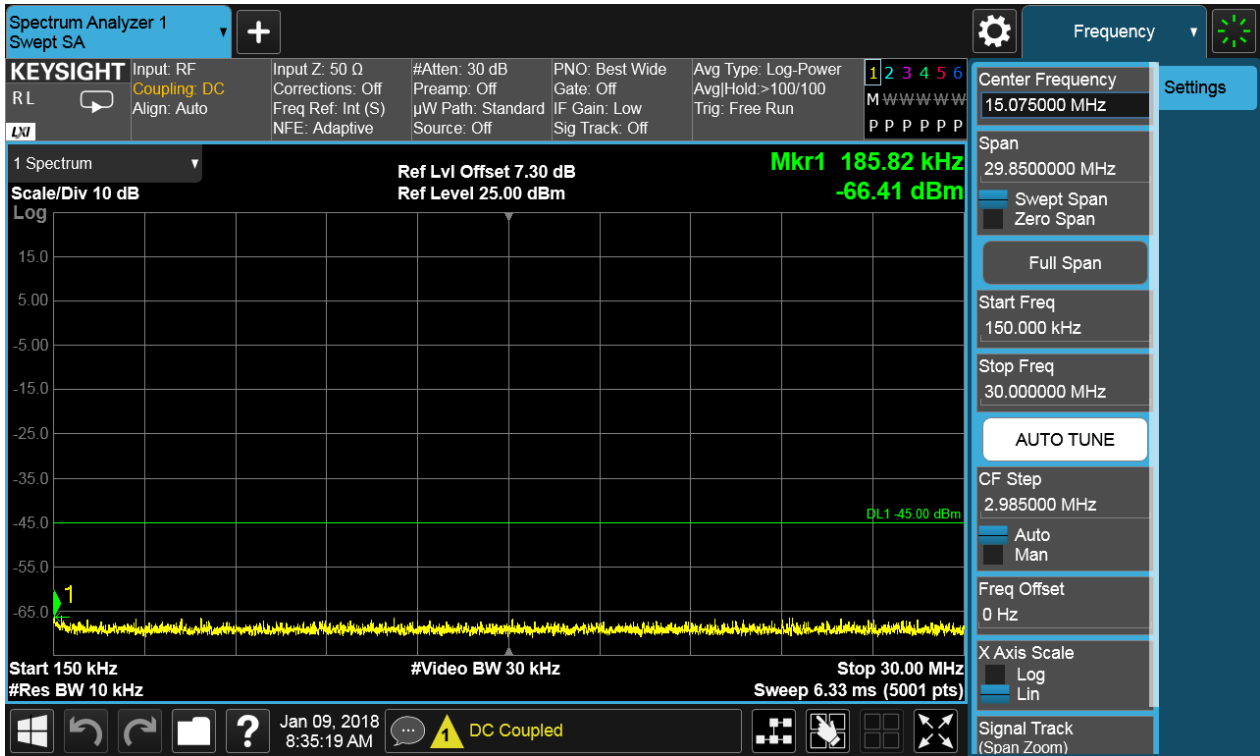 Spectrum Analyzer 1
Swept SA
Frequency
KEYSIGHT
RL
LXI
Input: RF
Coupling: DC
Align: Auto
Input Z: 50 Ω
Corrections: Off
Freq Ref: Int (S)
NFE: Adaptive
#Atten: 30 dB
Preamp: Off
µW Path: Standard
Source: Off
PNO: Best Wide
Gate: Off
IF Gain: Low
Sig Track: Off
Avg Type: Log-Power
Avg|Hold:>100/100
Trig: Free Run
1 2 3 4 5 6
M W W W W W
P P P P P P
1 Spectrum
Scale/Div 10 dB
Log
Ref Lvl Offset 7.30 dB
Ref Level 25.00 dBm
Mkr1 185.82 kHz
-66.41 dBm
15.0
5.00
-5.00
-15.0
-25.0
-35.0
-45.0
-55.0
-65.0
DL1 -45.00 dBm
1
Start 150 kHz
#Res BW 10 kHz
#Video BW 30 kHz
Stop 30.00 MHz
Sweep 6.33 ms (5001 pts)
Center Frequency
15.075000 MHz
Settings
Span
29.8500000 MHz
Swept Span
Zero Span
Full Span
Start Freq
150.000 kHz
Stop Freq
30.000000 MHz
AUTO TUNE
CF Step
2.985000 MHz
Auto
Man
Freq Offset
0 Hz
X Axis Scale
Log
Lin
Signal Track
(Span Zoom)
?
Jan 09, 2018
8:35:19 AM
1
DC Coupled